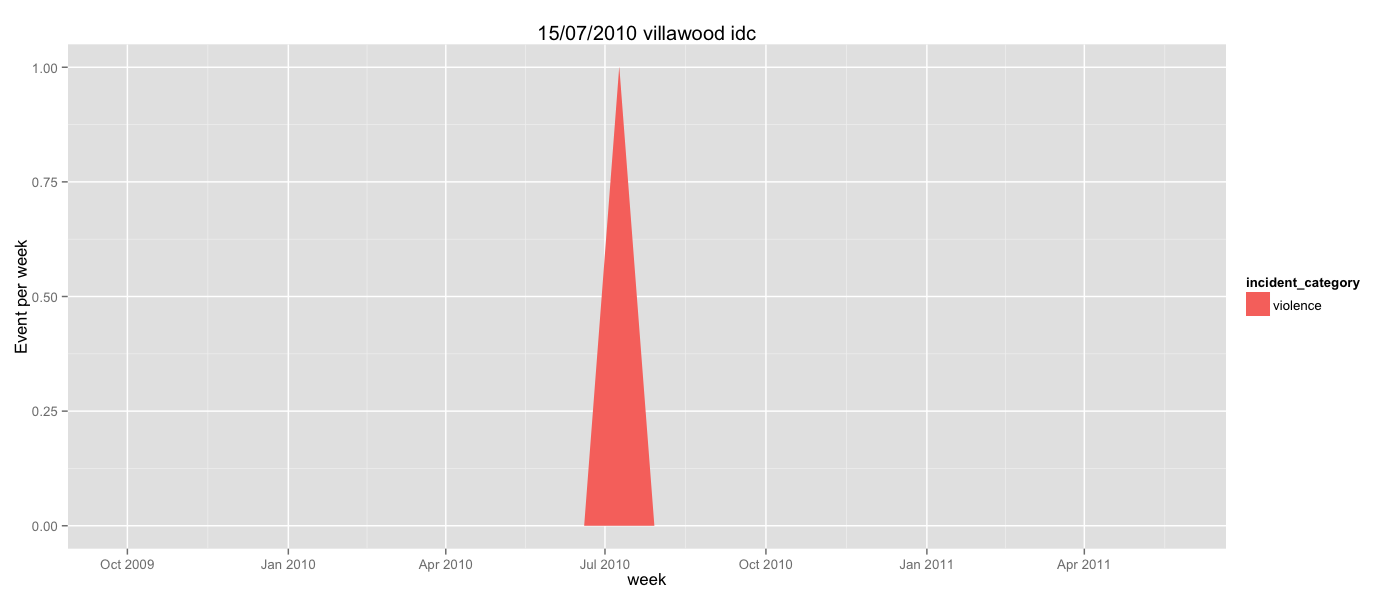 15/07/2010 villawood idc
Event per week
1.00
0.75
0.50
0.25
0.00
Oct 2009
Jan 2010
Apr 2010
Jul 2010
Oct 2010
Jan 2011
Apr 2011
week
incident_category
violence